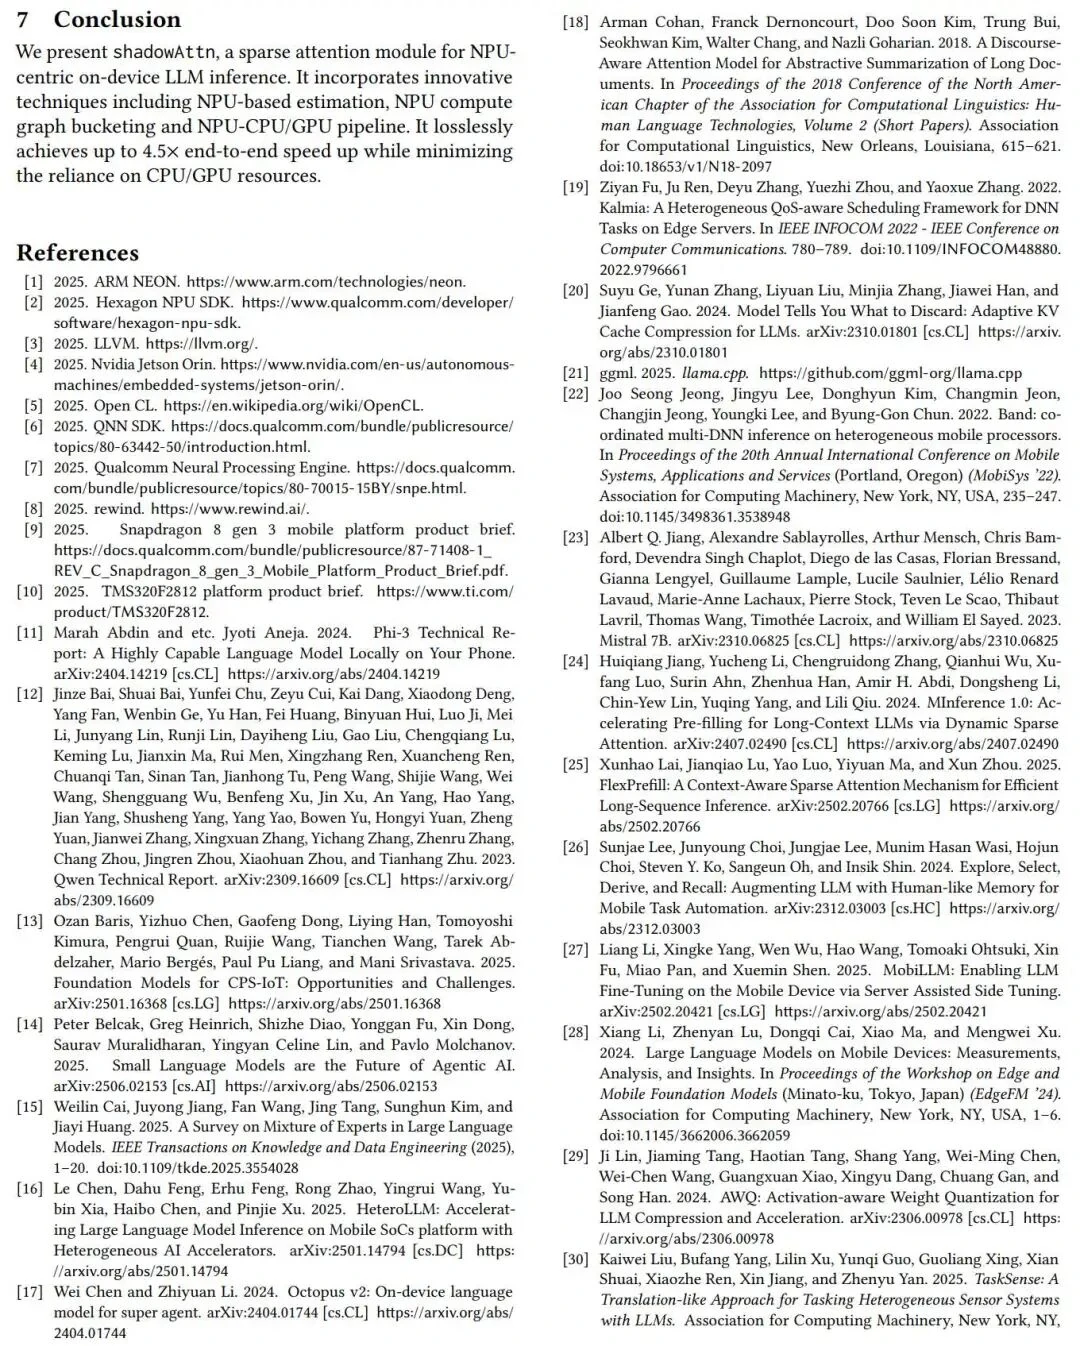 7 Conclusion
We present shadowAttn, a sparse attention module for NPU-
centric on-device LLM inference. It incorporates innovative
techniques including NPU-based estimation, NPU compute
graph bucketing and NPU-CPU/GPU pipeline. It losslessly
achieves up to 4.5× end-to-end speed up while minimizing
the reliance on CPU/GPU resources.
References
[1] 2025. ARM NEON. https://www.arm.com/technologies/neon.
[2] 2025. Hexagon NPU SDK. https://www.qualcomm.com/developer/
software/hexagon-npu-sdk.
[3] 2025. LLVM. https://llvm.org/.
[4] 2025. Nvidia Jetson Orin. https://www.nvidia.com/en-us/autonomous-
machines/embedded-systems/jetson-orin/.
[5] 2025. Open CL. https://en.wikipedia.org/wiki/OpenCL.
[6] 2025. QNN SDK. https://docs.qualcomm.com/bundle/publicresource/
topics/80-63442-50/introduction.html.
[7] 2025. Qualcomm Neural Processing Engine. https://docs.qualcomm.
com/bundle/publicresource/topics/80-70015-15BY/snpe.html.
[8] 2025. rewind. https://www.rewind.ai/.
[9] 2025. Snapdragon 8 gen 3 mobile platform product brief.
https://docs.qualcomm.com/bundle/publicresource/87-71408-1_
REV_C_Snapdragon_8_gen_3_Mobile_Platform_Product_Brief.pdf.
[10] 2025. TMS320F2812 platform product brief. https://www.ti.com/
product/TMS320F2812.
[11] Marah Abdin and etc. Jyoti Aneja. 2024. Phi-3 Technical Re-
port: A Highly Capable Language Model Locally on Your Phone.
arXiv:2404.14219 [cs.CL] https://arxiv.org/abs/2404.14219
[12] Jinze Bai, Shuai Bai, Yunfei Chu, Zeyu Cui, Kai Dang, Xiaodong Deng,
Yang Fan, Wenbin Ge, Yu Han, Fei Huang, Binyuan Hui, Luo Ji, Mei
Li, Junyang Lin, Runji Lin, Dayiheng Liu, Gao Liu, Chengqiang Lu,
Keming Lu, Jianxin Ma, Rui Men, Xingzhang Ren, Xuancheng Ren,
Chuanqi Tan, Sinan Tan, Jianhong Tu, Peng Wang, Shijie Wang, Wei
Wang, Shengguang Wu, Benfeng Xu, Jin Xu, An Yang, Hao Yang,
Jian Yang, Shusheng Yang, Yang Yao, Bowen Yu, Hongyi Yuan, Zheng
Yuan, Jianwei Zhang, Xingxuan Zhang, Yichang Zhang, Zhenru Zhang,
Chang Zhou, Jingren Zhou, Xiaohuan Zhou, and Tianhang Zhu. 2023.
Qwen Technical Report. arXiv:2309.16609 [cs.CL] https://arxiv.org/
abs/2309.16609
[13] Ozan Baris, Yizhuo Chen, Gaofeng Dong, Liying Han, Tomoyoshi
Kimura, Pengrui Quan, Ruijie Wang, Tianchen Wang, Tarek Ab-
delzaher, Mario Bergés, Paul Pu Liang, and Mani Srivastava. 2025.
Foundation Models for CPS-IoT: Opportunities and Challenges.
arXiv:2501.16368 [cs.LG] https://arxiv.org/abs/2501.16368
[14] Peter Belcak, Greg Heinrich, Shizhe Diao, Yonggan Fu, Xin Dong,
Saurav Muralidharan, Yingyan Celine Lin, and Pavlo Molchanov.
2025. Small Language Models are the Future of Agentic AI.
arXiv:2506.02153 [cs.AI] https://arxiv.org/abs/2506.02153
[15] Weilin Cai, Juyong Jiang, Fan Wang, Jing Tang, Sunghun Kim, and
Jiayi Huang. 2025. A Survey on Mixture of Experts in Large Language
Models. IEEE Transactions on Knowledge and Data Engineering (2025),
1–20. doi:10.1109/tkde.2025.3554028
[16] Le Chen, Dahu Feng, Erhu Feng, Rong Zhao, Yingrui Wang, Yu-
bin Xia, Haibo Chen, and Pinjie Xu. 2025. HeteroLLM: Accelerat-
ing Large Language Model Inference on Mobile SoCs platform with
Heterogeneous AI Accelerators. arXiv:2501.14794 [cs.DC] https:
//arxiv.org/abs/2501.14794
[17] Wei Chen and Zhiyuan Li. 2024. Octopus v2: On-device language
model for super agent. arXiv:2404.01744 [cs.CL] https://arxiv.org/abs/
2404.01744
[18] Arman Cohan, Franck Dernoncourt, Doo Soon Kim, Trung Bui,
Seokhwan Kim, Walter Chang, and Nazli Goharian. 2018. A Discourse-
Aware Attention Model for Abstractive Summarization of Long Doc-
uments. In Proceedings of the 2018 Conference of the North Amer-
ican Chapter of the Association for Computational Linguistics: Hu-
man Language Technologies, Volume 2 (Short Papers). Association
for Computational Linguistics, New Orleans, Louisiana, 615–621.
doi:10.18653/v1/N18-2097
[19] Ziyan Fu, Ju Ren, Deyu Zhang, Yuezhi Zhou, and Yaoxue Zhang. 2022.
Kalmia: A Heterogeneous QoS-aware Scheduling Framework for DNN
Tasks on Edge Servers. In IEEE INFOCOM 2022 - IEEE Conference on
Computer Communications. 780–789. doi:10.1109/INFOCOM48880.
2022.9796661
[20] Suyu Ge, Yunan Zhang, Liyuan Liu, Minjia Zhang, Jiawei Han, and
Jianfeng Gao. 2024. Model Tells You What to Discard: Adaptive KV
Cache Compression for LLMs. arXiv:2310.01801 [cs.CL] https://arxiv.
org/abs/2310.01801
[21] ggml. 2025. llama.cpp. https://github.com/ggml-org/llama.cpp
[22] Joo Seong Jeong, Jingyu Lee, Donghyun Kim, Changmin Jeon,
Changjin Jeong, Youngki Lee, and Byung-Gon Chun. 2022. Band: co-
ordinated multi-DNN inference on heterogeneous mobile processors.
In Proceedings of the 20th Annual International Conference on Mobile
Systems, Applications and Services (Portland, Oregon) (MobiSys ’22).
Association for Computing Machinery, New York, NY, USA, 235–247.
doi:10.1145/3498361.3538948
[23] Albert Q. Jiang, Alexandre Sablayrolles, Arthur Mensch, Chris Bam-
ford, Devendra Singh Chaplot, Diego de las Casas, Florian Bressand,
Gianna Lengyel, Guillaume Lample, Lucile Saulnier, Lélio Renard
Lavaud, Marie-Anne Lachaux, Pierre Stock, Teven Le Scao, Thibaut
Lavril, Thomas Wang, Timothée Lacroix, and William El Sayed. 2023.
Mistral 7B. arXiv:2310.06825 [cs.CL] https://arxiv.org/abs/2310.06825
[24] Huiqiang Jiang, Yucheng Li, Chengruidong Zhang, Qianhui Wu, Xu-
fang Luo, Surin Ahn, Zhenhua Han, Amir H. Abdi, Dongsheng Li,
Chin-Yew Lin, Yuqing Yang, and Lili Qiu. 2024. MInference 1.0: Ac-
celerating Pre-filling for Long-Context LLMs via Dynamic Sparse
Attention. arXiv:2407.02490 [cs.CL] https://arxiv.org/abs/2407.02490
[25] Xunhao Lai, Jianqiao Lu, Yao Luo, Yiyuan Ma, and Xun Zhou. 2025.
FlexPrefill: A Context-Aware Sparse Attention Mechanism for Efficient
Long-Sequence Inference. arXiv:2502.20766 [cs.LG] https://arxiv.org/
abs/2502.20766
[26] Sunjae Lee, Junyoung Choi, Jungjae Lee, Munim Hasan Wasi, Hojun
Choi, Steven Y. Ko, Sangeun Oh, and Insik Shin. 2024. Explore, Select,
Derive, and Recall: Augmenting LLM with Human-like Memory for
Mobile Task Automation. arXiv:2312.03003 [cs.HC] https://arxiv.org/
abs/2312.03003
[27] Liang Li, Xingke Yang, Wen Wu, Hao Wang, Tomoaki Ohtsuki, Xin
Fu, Miao Pan, and Xuemin Shen. 2025. MobiLLM: Enabling LLM
Fine-Tuning on the Mobile Device via Server Assisted Side Tuning.
arXiv:2502.20421 [cs.LG] https://arxiv.org/abs/2502.20421
[28] Xiang Li, Zhenyan Lu, Dongqi Cai, Xiao Ma, and Mengwei Xu.
2024. Large Language Models on Mobile Devices: Measurements,
Analysis, and Insights. In Proceedings of the Workshop on Edge and
Mobile Foundation Models (Minato-ku, Tokyo, Japan) (EdgeFM ’24).
Association for Computing Machinery, New York, NY, USA, 1–6.
doi:10.1145/3662006.3662059
[29] Ji Lin, Jiaming Tang, Haotian Tang, Shang Yang, Wei-Ming Chen,
Wei-Chen Wang, Guangxuan Xiao, Xingyu Dang, Chuang Gan, and
Song Han. 2024. AWQ: Activation-aware Weight Quantization for
LLM Compression and Acceleration. arXiv:2306.00978 [cs.CL] https:
//arxiv.org/abs/2306.00978
[30] Kaiwei Liu, Bufang Yang, Lilin Xu, Yunqi Guo, Guoliang Xing, Xian
Shuai, Xiaozhe Ren, Xin Jiang, and Zhenyu Yan. 2025. TaskSense: A
Translation-like Approach for Tasking Heterogeneous Sensor Systems
with LLMs. Association for Computing Machinery, New York, NY,